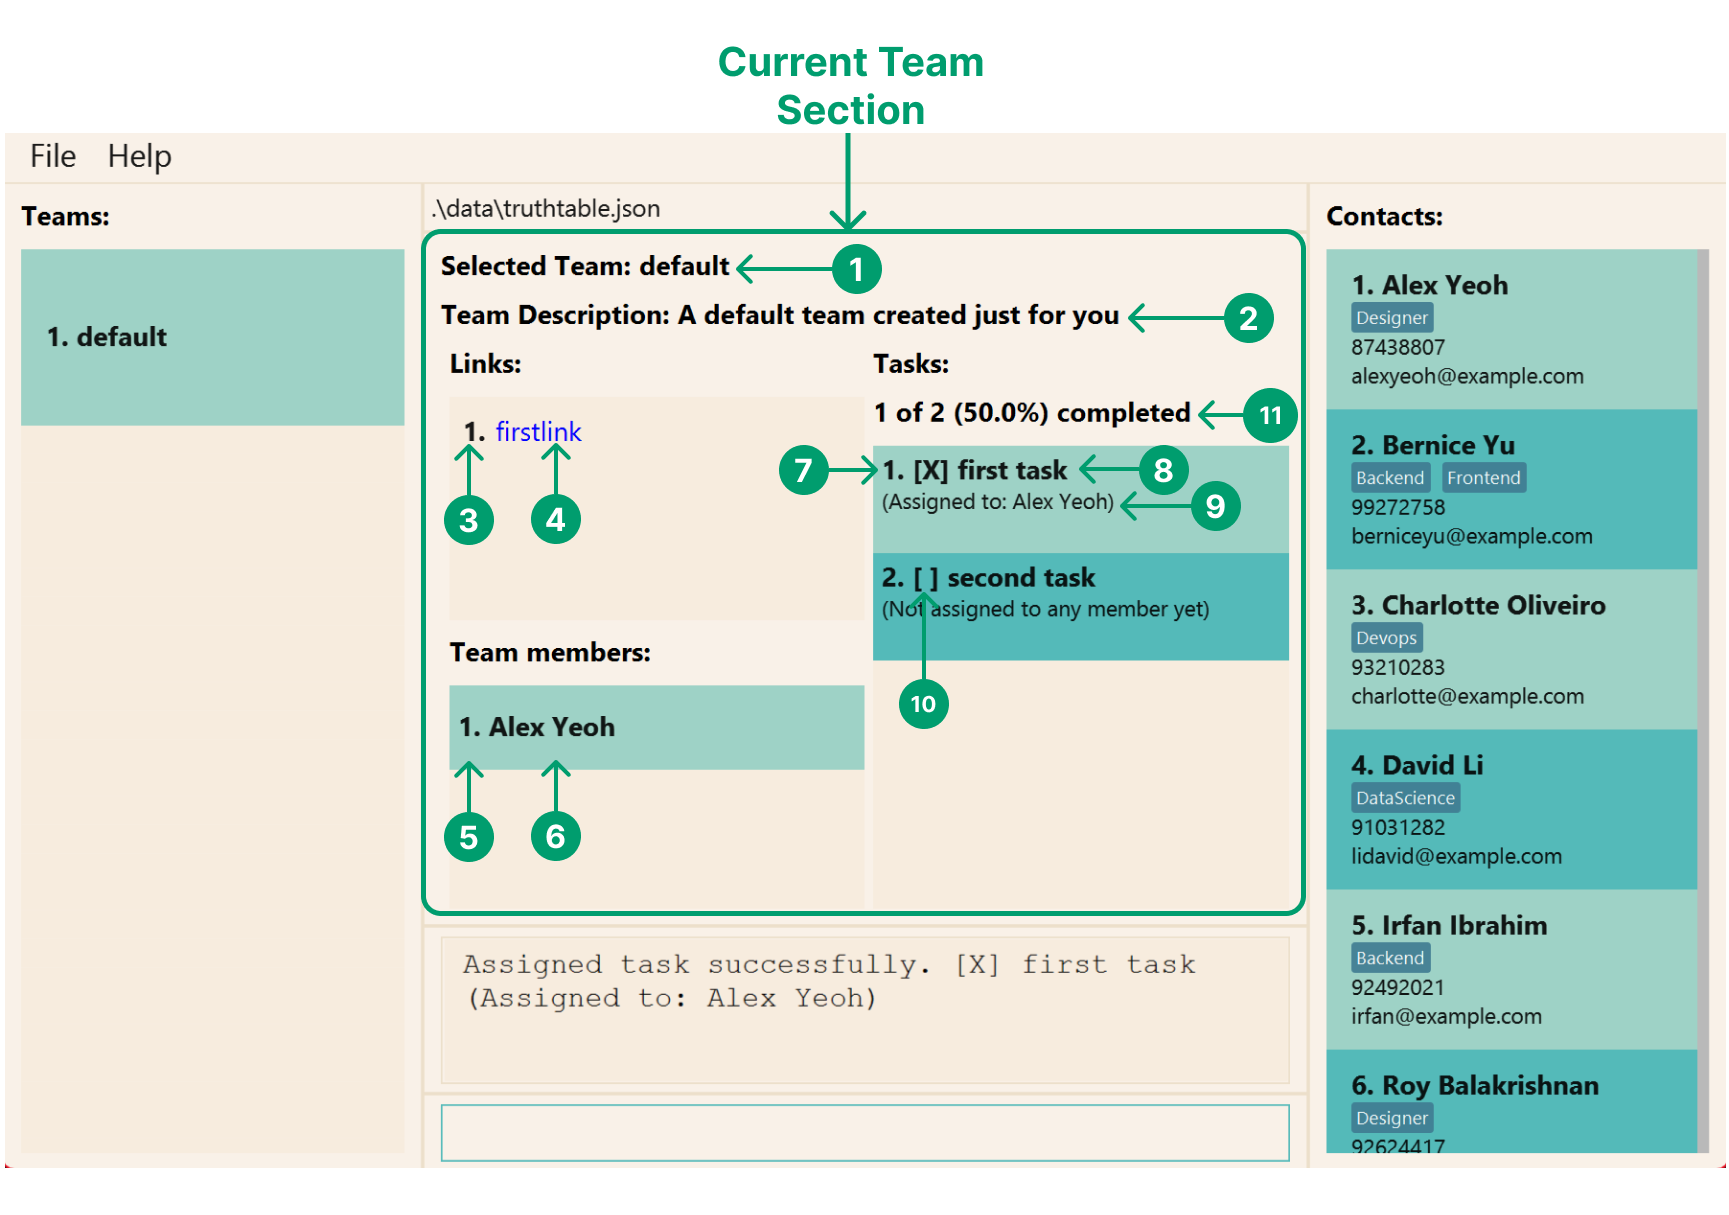 Current Team
Section
File Help
Teams:
1. default
.\data\truthtable.json
Selected Team: default
1
Team Description: A default team created just for you
2
Links:
1. firstlink
3
4
Team members:
1. Alex Yeoh
5
6
Tasks:
1 of 2 (50.0%) completed
11
7
1. [X] first task
8
(Assigned to: Alex Yeoh)
9
2. [ ] second task
(Not assigned to any member yet)
10
Assigned task successfully. [X] first task
(Assigned to: Alex Yeoh)
Contacts:
1. Alex Yeoh
Designer
87438807
alexyeoh@example.com
2. Bernice Yu
Backend Frontend
99272758
berniceyu@example.com
3. Charlotte Oliveiro
Devops
93210283
charlotte@example.com
4. David Li
DataScience
91031282
lidavid@example.com
5. Irfan Ibrahim
Backend
92492021
irfan@example.com
6. Roy Balakrishnan
Designer
92624417